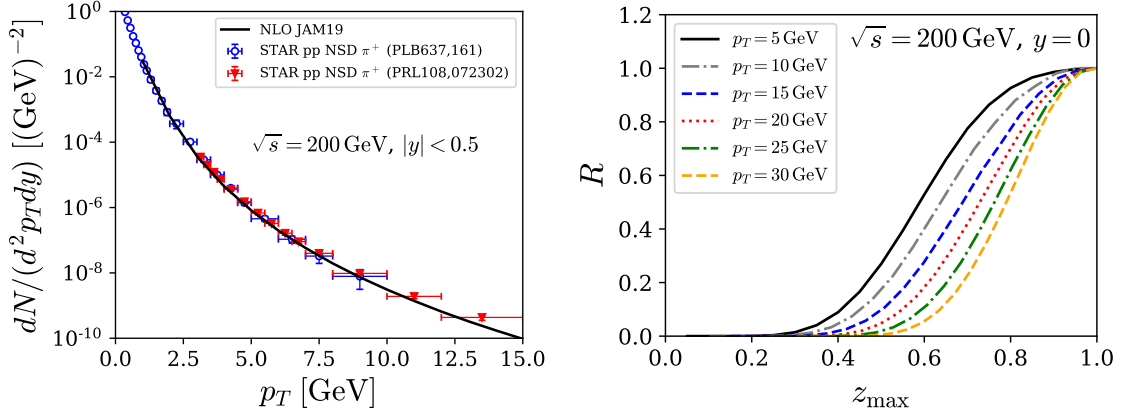 10⁰
10⁻²
10⁻⁴
10⁻⁶
10⁻⁸
10⁻¹⁰
dN/(d²p_T dy) [(GeV)⁻²]
NLO JAM19
STAR pp NSD π⁺ (PLB637,161)
STAR pp NSD π⁺ (PRL108,072302)
√s = 200 GeV, |y| < 0.5
0.0 2.5 5.0 7.5 10.0 12.5 15.0
p_T [GeV]
1.2
1.0
0.8
0.6
0.4
0.2
0.0
R
p_T = 5 GeV
p_T = 10 GeV
p_T = 15 GeV
p_T = 20 GeV
p_T = 25 GeV
p_T = 30 GeV
√s = 200 GeV, y = 0
0.0 0.2 0.4 0.6 0.8 1.0
z_max